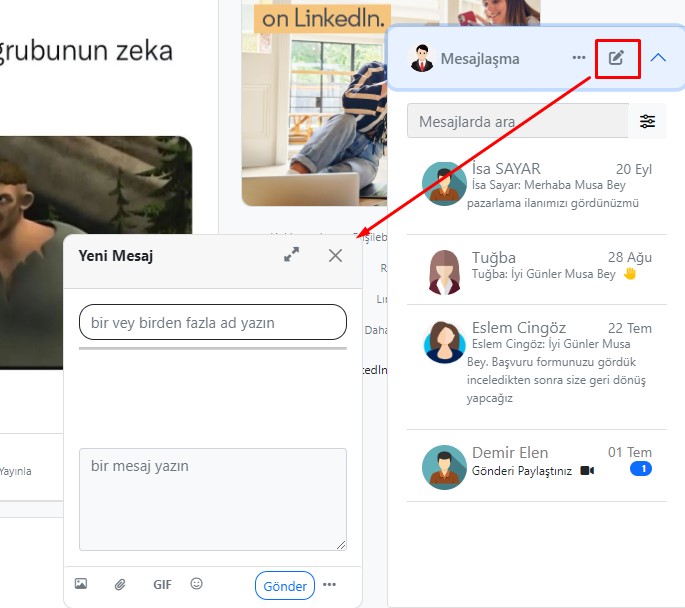 on LinkedIn.
grubunun zeka
Mesajlaşma
Mesajlarda ara
İsa SAYAR 20 Eyl
İsa Sayar: Merhaba Musa Bey
pazarlama ilanımızı gördünüzmü
Tuğba 28 Ağu
Tuğba: İyi Günler Musa Bey 👋
Eslem Cingöz 22 Tem
Eslem Cingöz: İyi Günler Musa
Bey. Başvuru formunuzu gördük
inceledikten sonra size geri dönüş
yapcağız
Demir Elen 01 Tem
Gönderi Paylaştınız 1
Yeni Mesaj
bir vey birden fazla ad yazın
bir mesaj yazın
GIF
Gönder
Yayınla
Daha